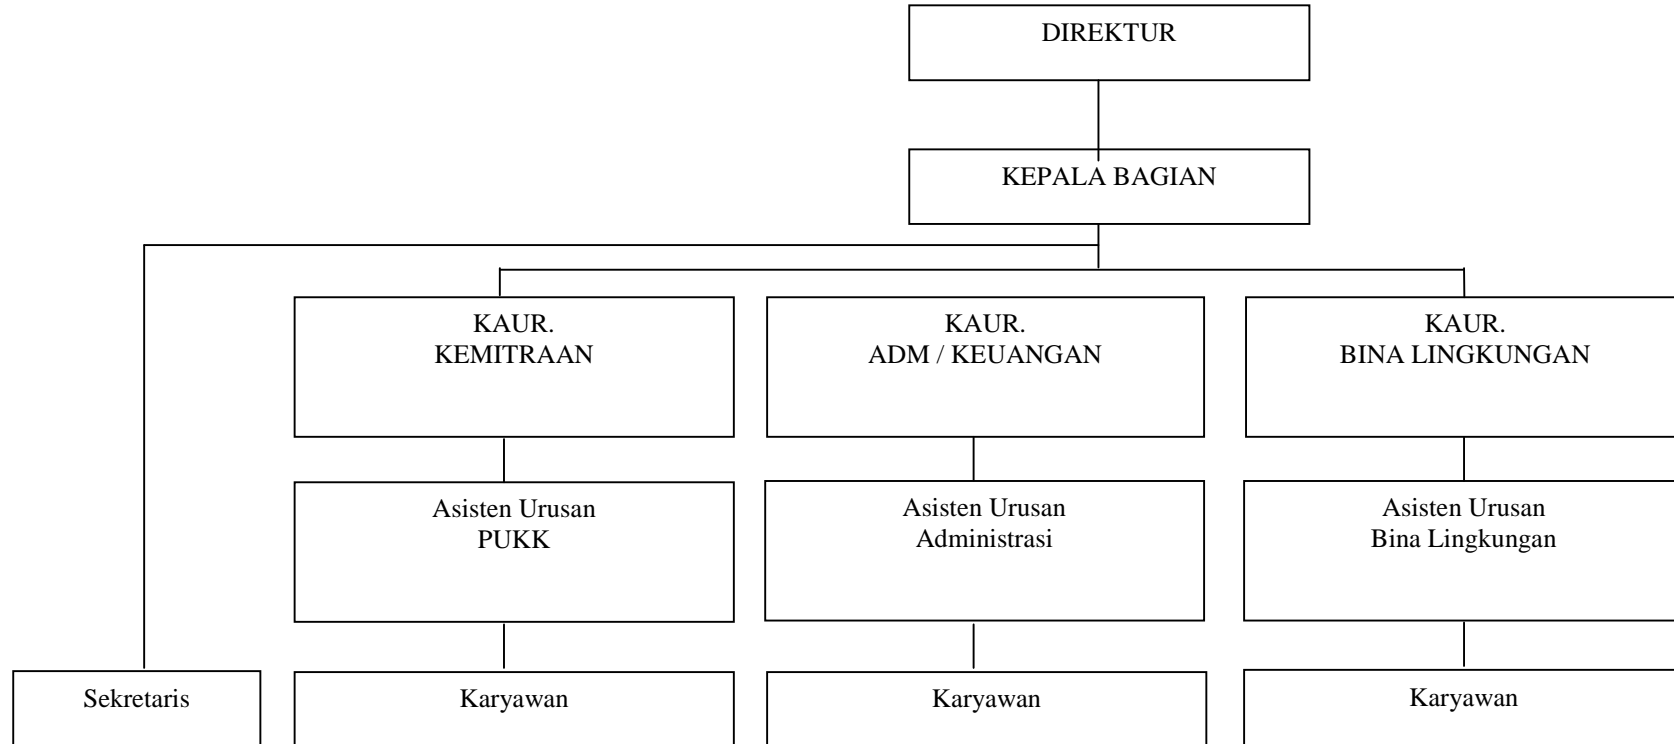 DIREKTUR
KEPALA BAGIAN
KAUR.
KEMITRAAN
KAUR.
ADM / KEUANGAN
KAUR.
BINA LINGKUNGAN
Asisten Urusan
PUKK
Asisten Urusan
Administrasi
Asisten Urusan
Bina Lingkungan
Sekretaris
Karyawan
Karyawan
Karyawan